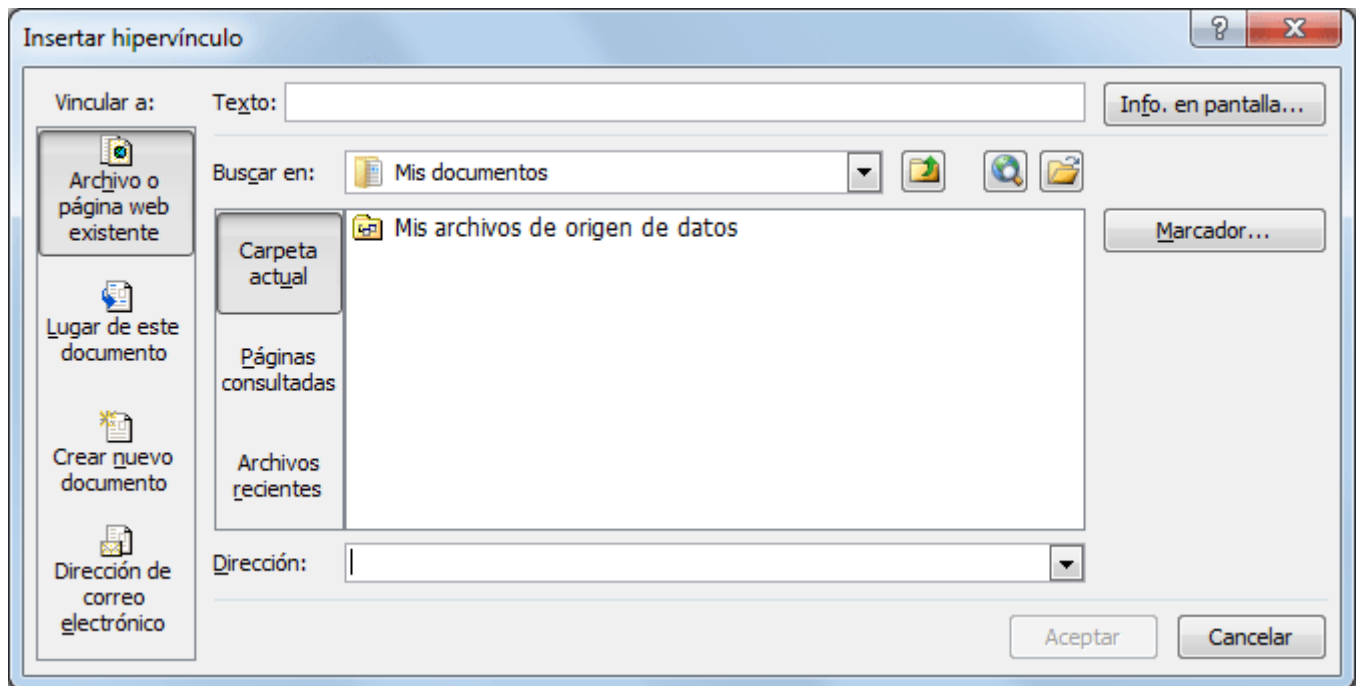 Insertar hipervínculo
Vincular a:
Texto:
Info. en pantalla...
Archivo o
página web
existente
Buscar en:
Mis documentos
Carpeta
actual
Mis archivos de origen de datos
Marcador...
Lugar de este
documento
Páginas
consultadas
Crear nuevo
documento
Archivos
recientes
Dirección de
correo
electrónico
Dirección:
Aceptar
Cancelar